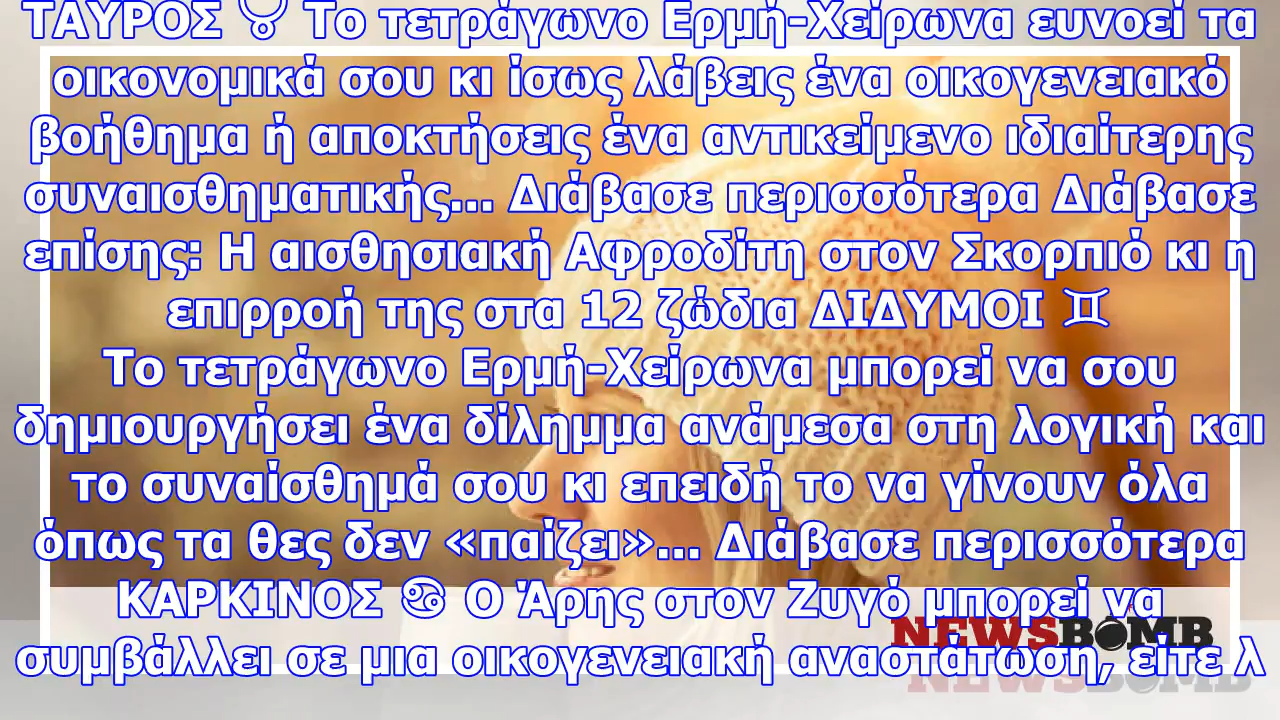 ΤΑΥΡΟΣ ♉ Το τετράγωνο Ερμή-Χείρωνα ευνοεί τα
οικονομικά σου κι ίσως λάβεις ένα οικογενειακό
βοήθημα ή αποκτήσεις ένα αντικείμενο ιδιαίτερης
συναισθηματικής... Διάβασε περισσότερα Διάβασε
επίσης: Η αισθησιακή Αφροδίτη στον Σκορπιό κι η
επιρροή της στα 12 ζώδια ΔΙΔΥΜΟΙ ♊
Το τετράγωνο Ερμή-Χείρωνα μπορεί να σου
δημιουργήσει ένα δίλημμα ανάμεσα στη λογική και
το συναίσθημά σου κι επειδή το να γίνουν όλα
όπως τα θες δεν «παίζει»... Διάβασε περισσότερα
ΚΑΡΚΙΝΟΣ ♋ Ο Άρης στον Ζυγό μπορεί να
συμβάλλει σε μια οικογενειακή αναστάτωση, είτε λ
NEWSBOMB
NEWSBOMB